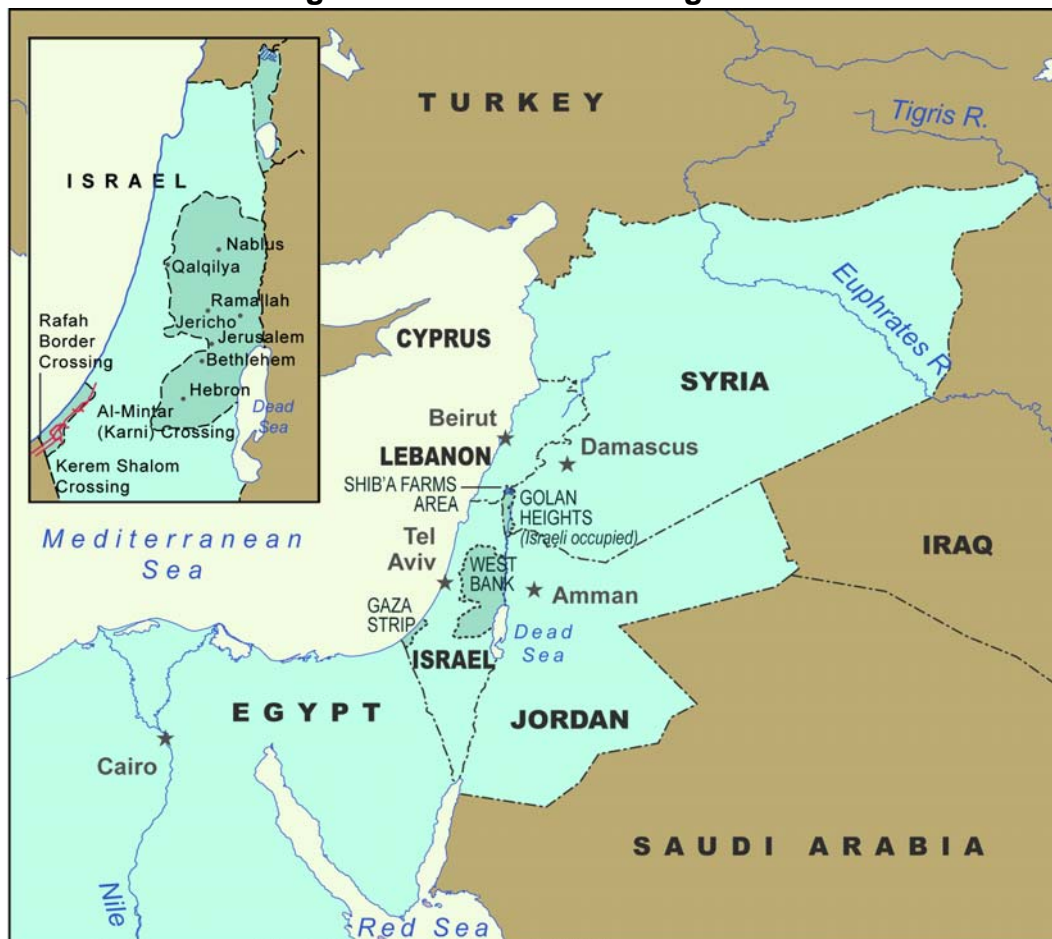 TURKEY
Tigris R.
ISRAEL
Nablus
Qalqilya
Ramallah
Jericho
Jerusalem
Bethlehem
Hebron
Rafah
Border
Crossing
Al-Mintar
(Karni) Crossing
Dead
Sea
Kerem Shalom
Crossing
CYPRUS
Euphrates R.
SYRIA
Beirut
LEBANON
Damascus
SHIB'A FARMS
AREA
GOLAN
HEIGHTS
(Israeli occupied)
Mediterranean
Sea
Tel
Aviv
WEST
BANK
IRAQ
Amman
GAZA
STRIP
Dead
Sea
ISRAEL
EGYPT
JORDAN
Cairo
SAUDI ARABIA
Nile
Red Sea